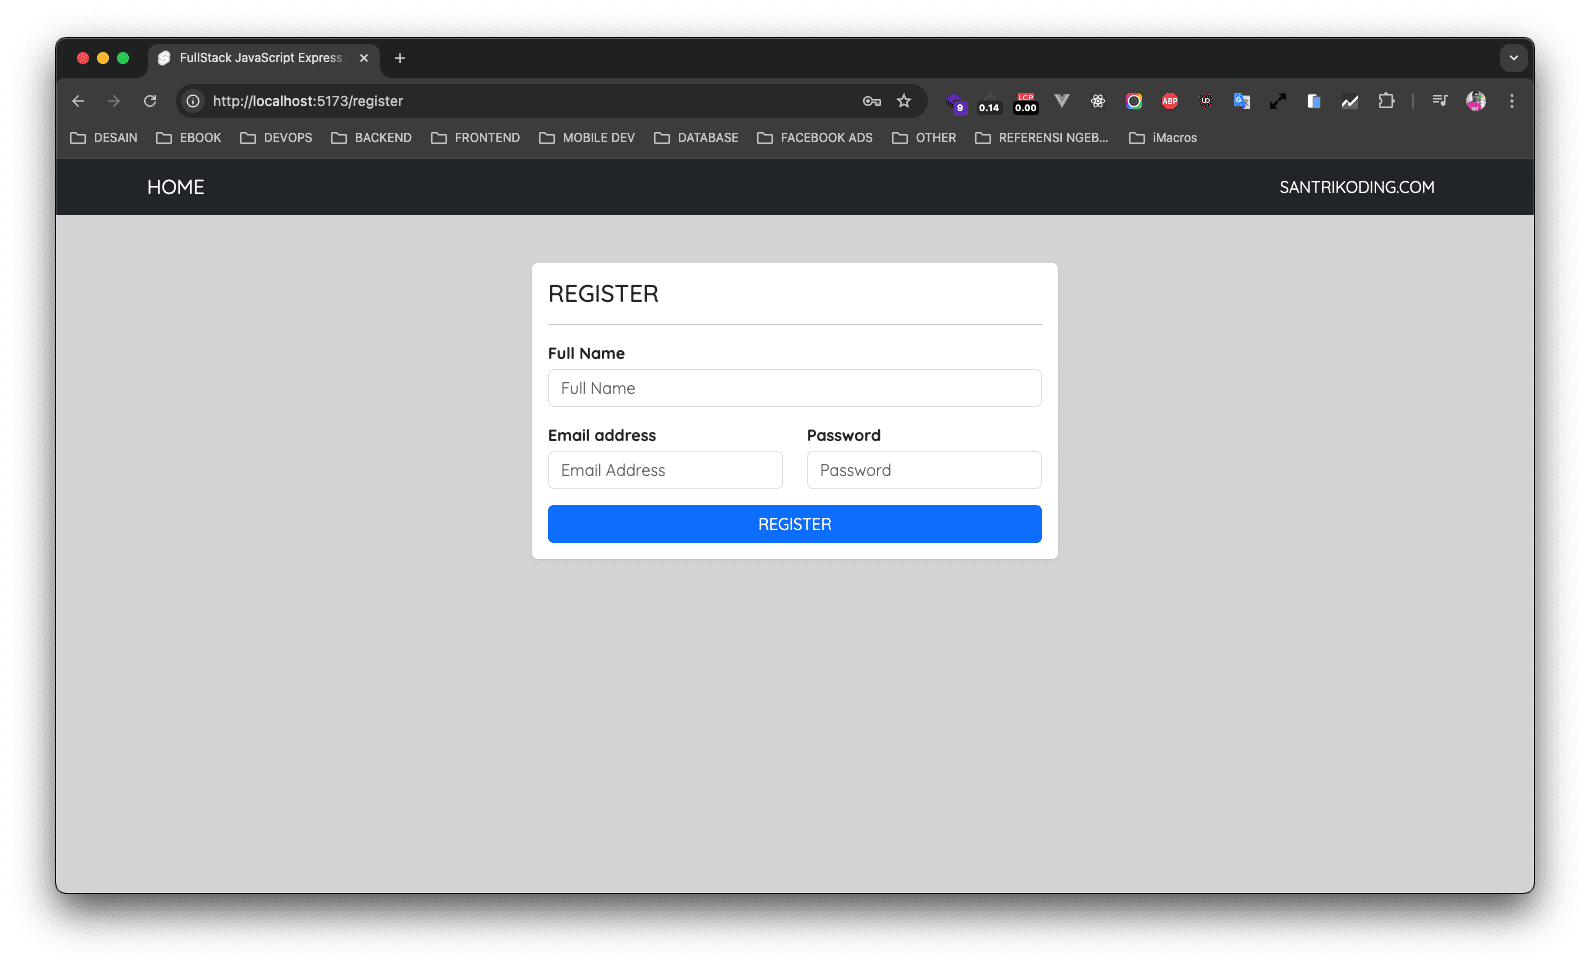 FullStack JavaScript Express
http://localhost:5173/register
9
0.14
LCP
0.00
ABP
DESAIN
EBOOK
DEVOPS
BACKEND
FRONTEND
MOBILE DEV
DATABASE
FACEBOOK ADS
OTHER
REFERENSI NGEB...
iMacros
HOME
SANTRIKODING.COM
REGISTER
Full Name
Full Name
Email address
Password
Email Address
Password
REGISTER